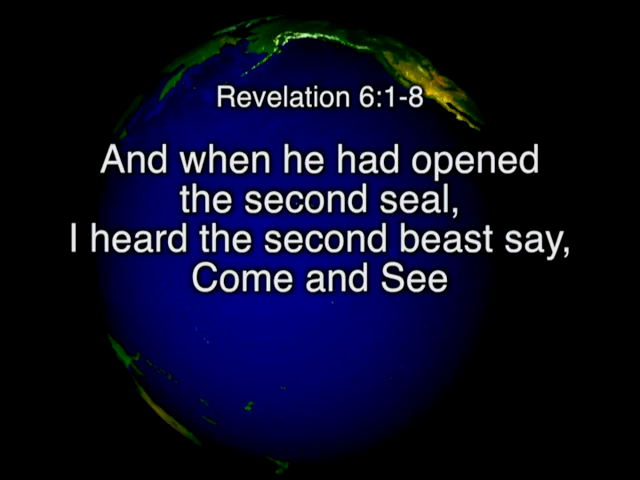 Revelation 6:1-8
And when he had opened
the second seal,
I heard the second beast say,
Come and See